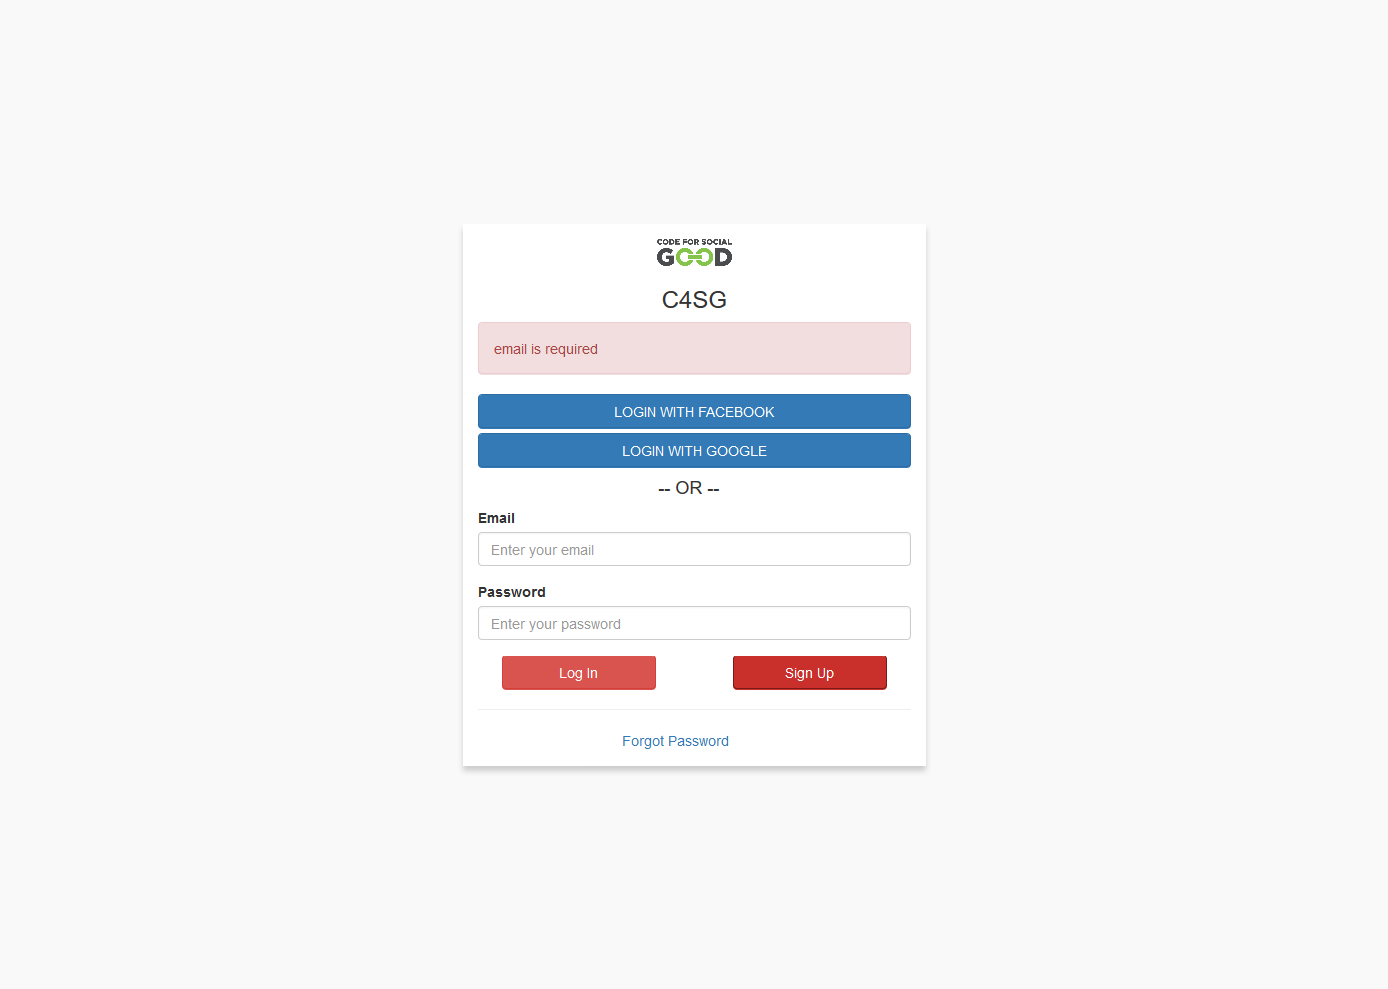 CODE FOR SOCIAL
GOOD
C4SG
email is required
LOGIN WITH FACEBOOK
LOGIN WITH GOOGLE
-- OR --
Email
Enter your email
Password
Enter your password
Log In
Sign Up
Forgot Password